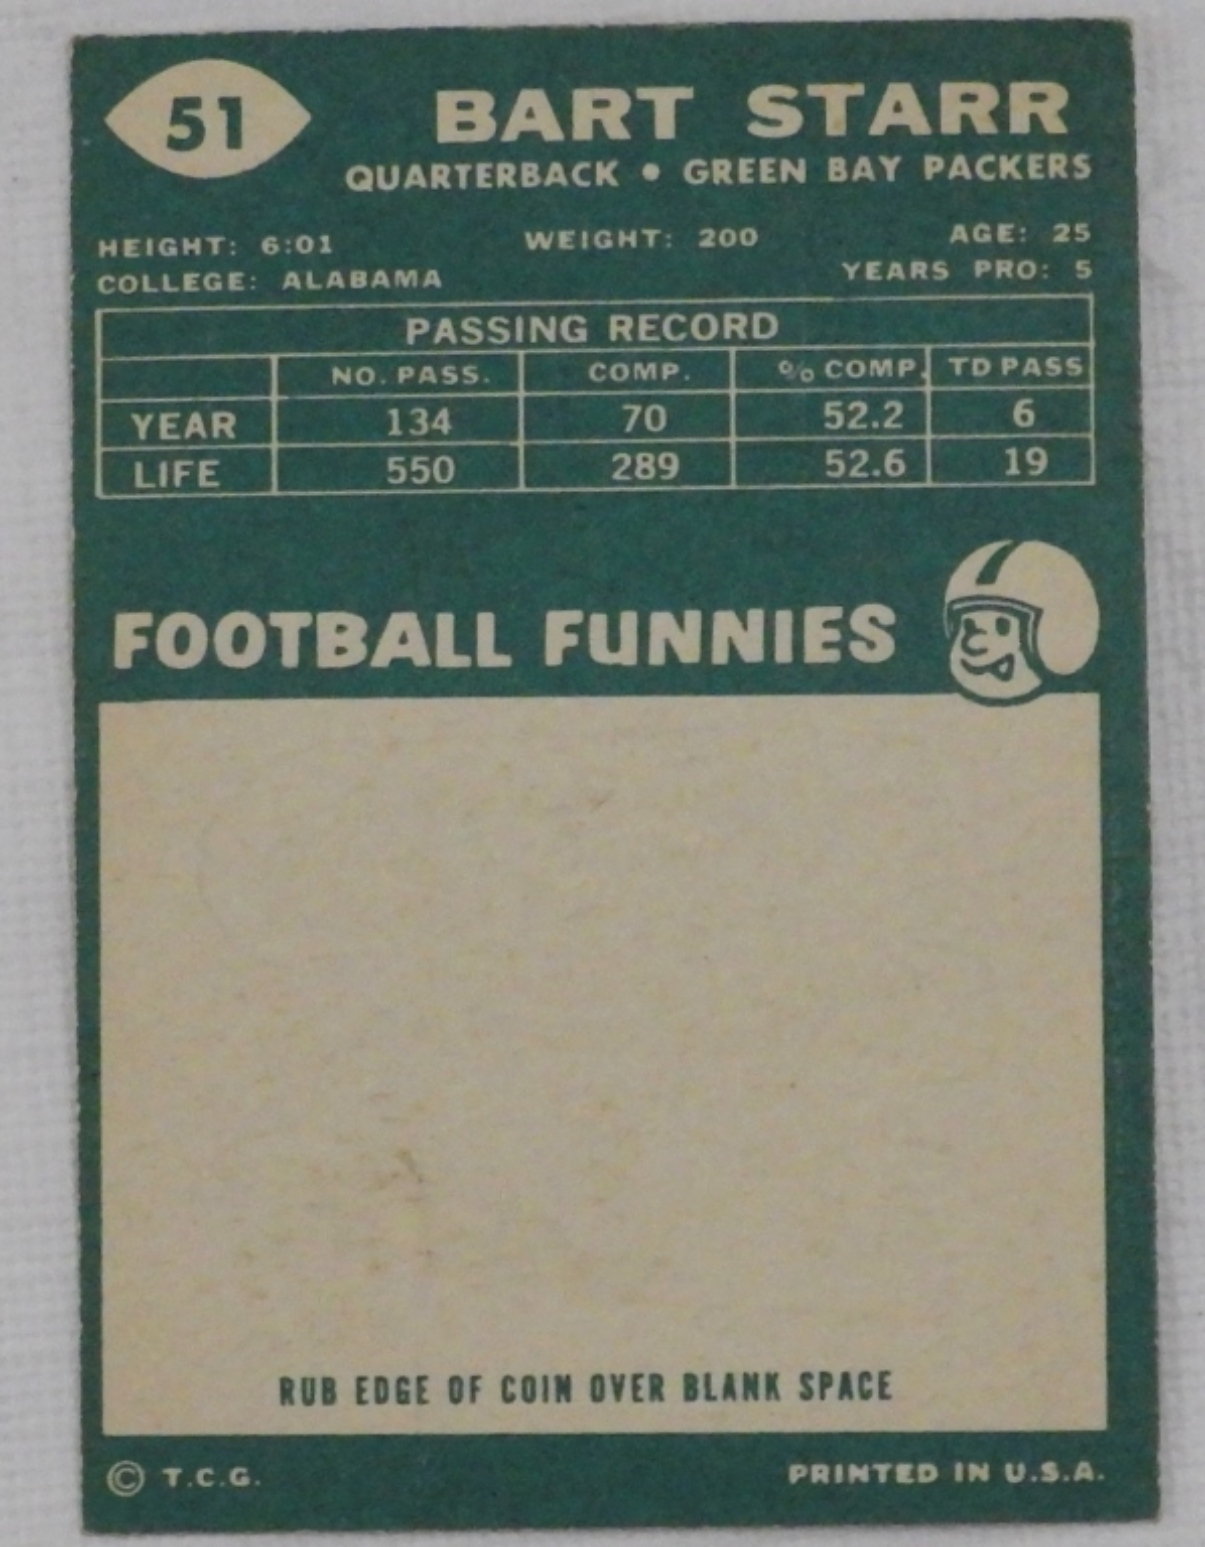 51
BART STARR
QUARTERBACK • GREEN BAY PACKERS
HEIGHT: 6:01 WEIGHT: 200 AGE: 25
COLLEGE: ALABAMA YEARS PRO: 5
PASSING RECORD
NO. PASS. COMP. % COMP. TD PASS
YEAR 134 70 52.2 6
LIFE 550 289 52.6 19
FOOTBALL FUNNIES
RUB EDGE OF COIN OVER BLANK SPACE
© T.C.G. PRINTED IN U.S.A.